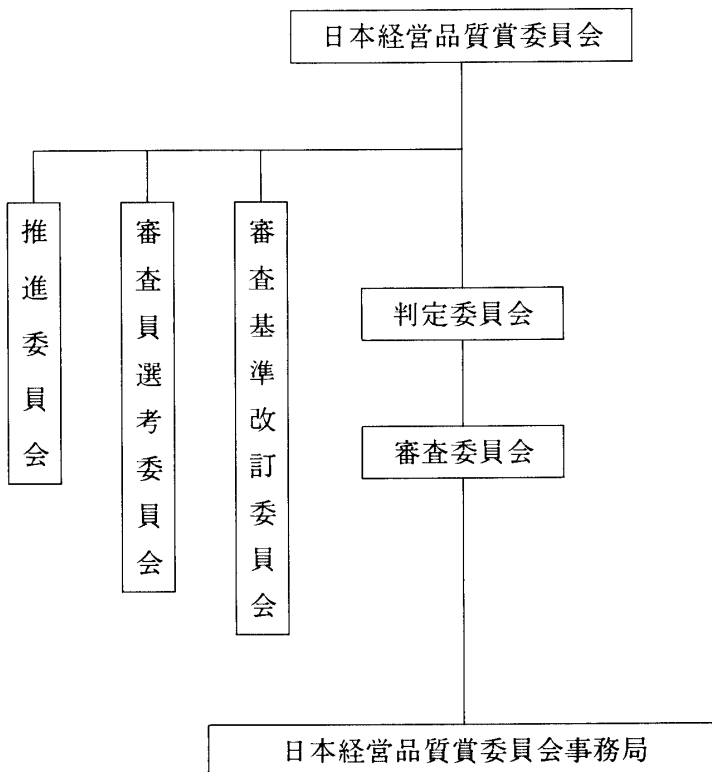 日本経営品質賞委員会
推進委員会
審査員選考委員会
審査基準改訂委員会
判定委員会
審査委員会
日本経営品質賞委員会事務局